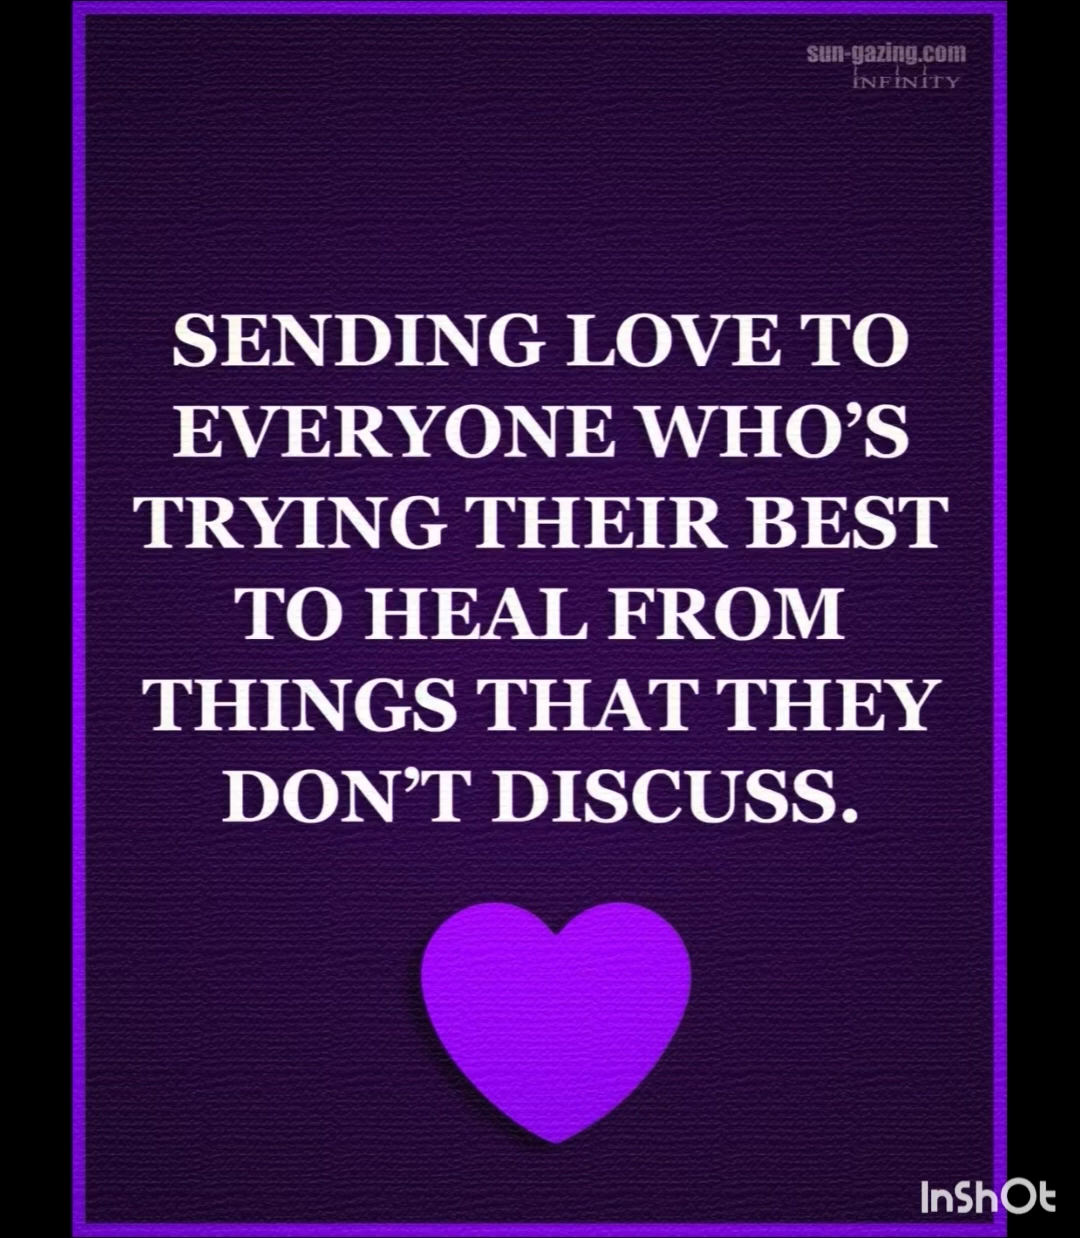 sun-gazing.com
INFINITY
SENDING LOVE TO
EVERYONE WHO’S
TRYING THEIR BEST
TO HEAL FROM
THINGS THAT THEY
DON’T DISCUSS.
InShOt